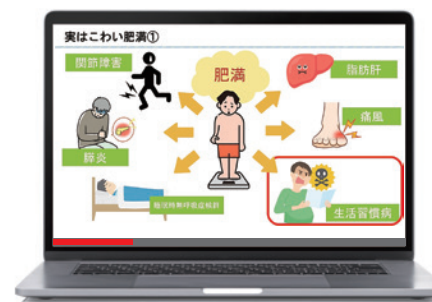 実はこわい肥満①
関節障害
肥満
脂肪肝
痛風
膵炎
生活習慣病